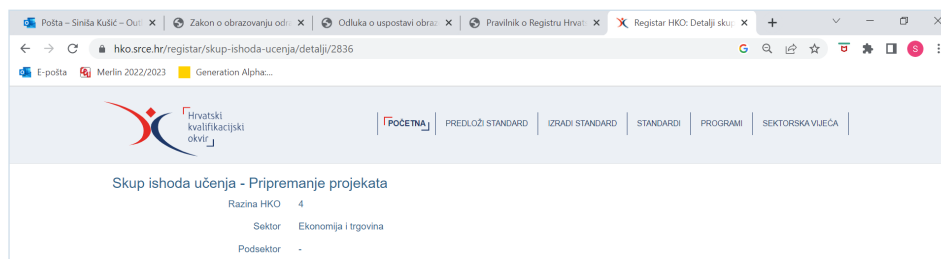 Pošta – Siniša Kušić – Out
Zakon o obrazovanju odr
Odluka o uspostavi obraz
Pravilnik o Registru Hrvat
Registar HKO: Detalji skup
hko.srce.hr/registar/skup-ishoda-ucenja/detalji/2836
E-pošta
Merlin 2022/2023
Generation Alpha:...
Hrvatski
kvalifikacijski
okvir
POČETNA
PREDLOŽI STANDARD
IZRADI STANDARD
STANDARDI
PROGRAMI
SEKTORSKA VIJEĆA
Skup ishoda učenja - Pripremanje projekata
Razina HKO 4
Sektor Ekonomija i trgovina
Podsektor -